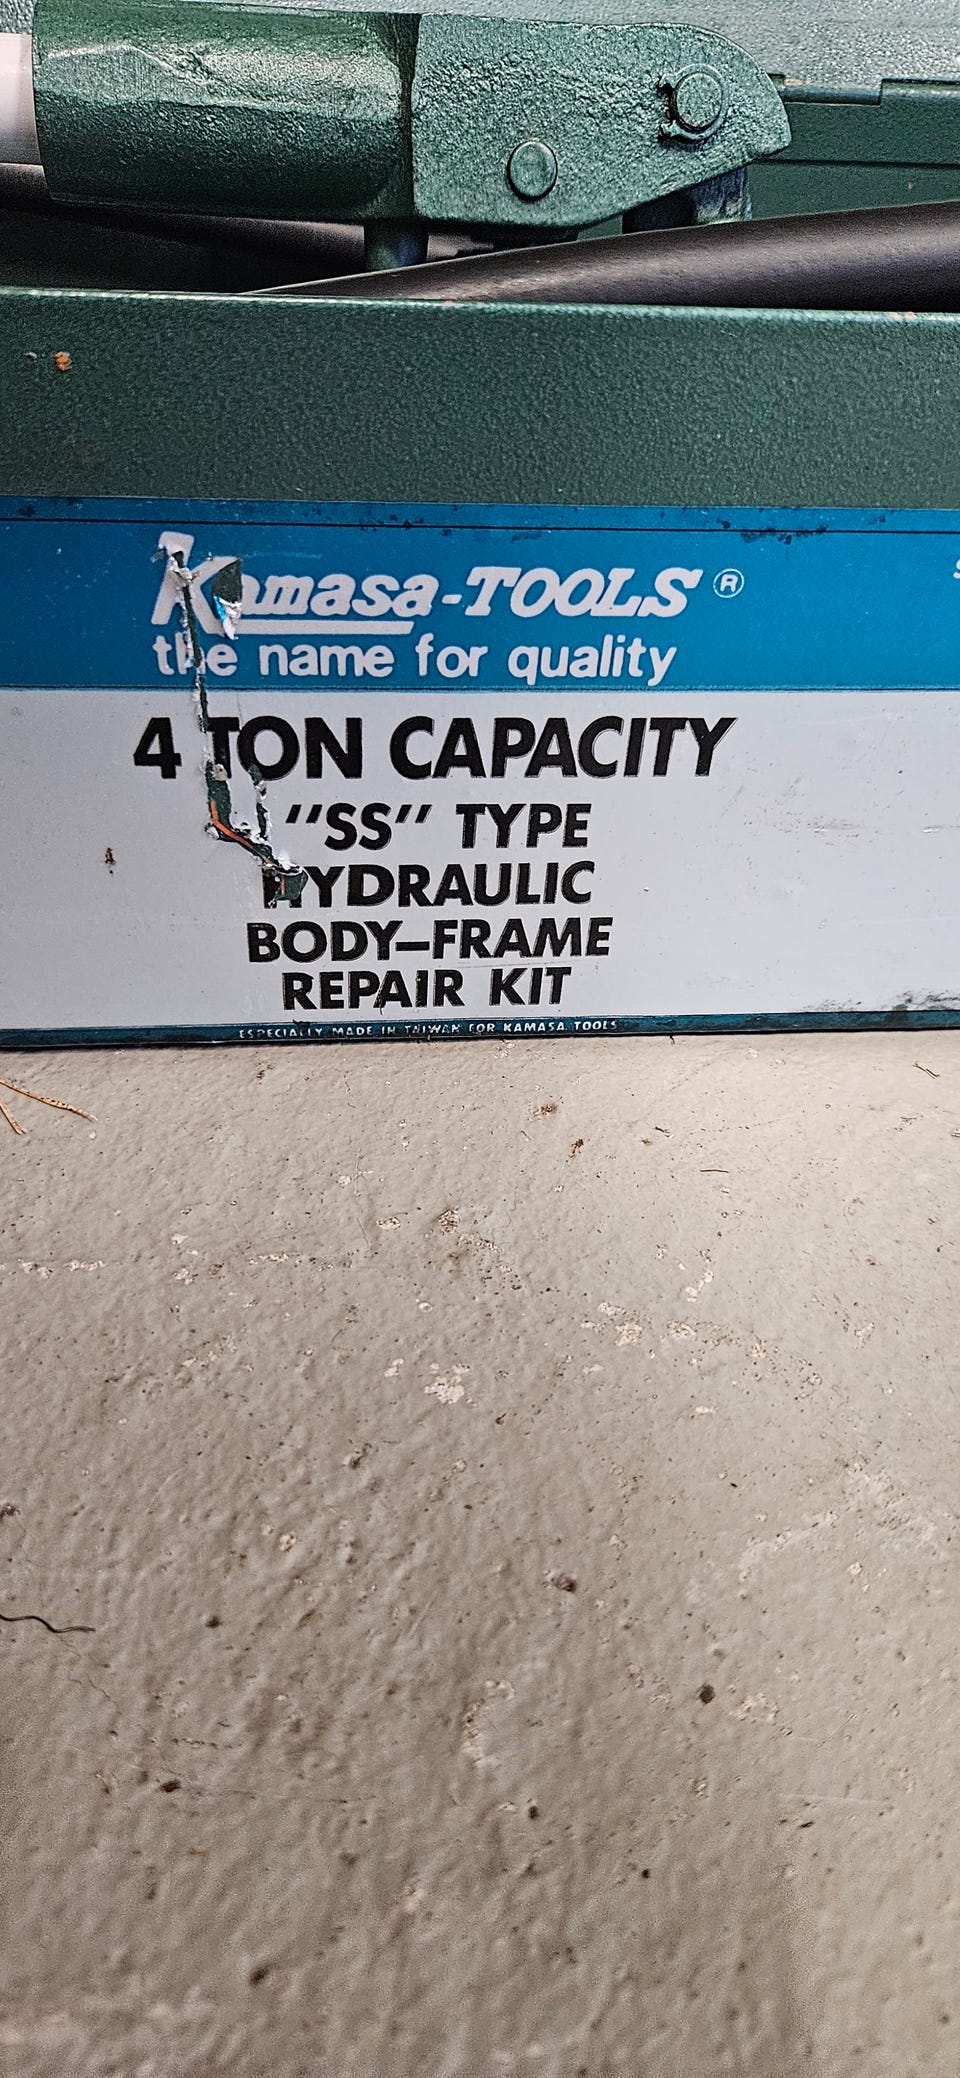 Kamasa-TOOLS ®
the name for quality
4 TON CAPACITY
"SS" TYPE
HYDRAULIC
BODY-FRAME
REPAIR KIT
ESPECIALLY MADE IN TAIWAN FOR KAMASA TOOLS